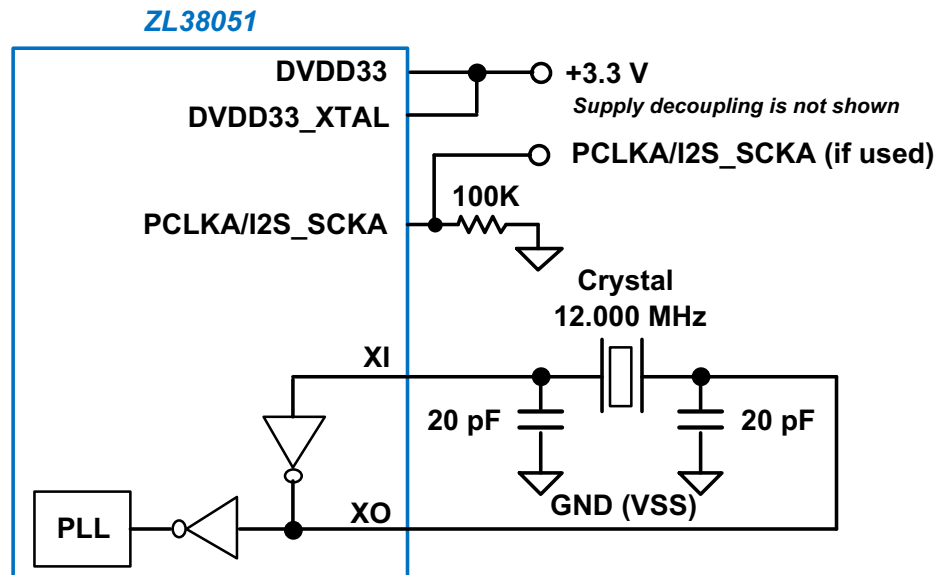 ZL38051
DVDD33
+3.3 V
Supply decoupling is not shown
DVDD33_XTAL
PCLKA/I2S_SCKA (if used)
100K
PCLKA/I2S_SCKA
Crystal
12.000 MHz
XI
20 pF
20 pF
GND (VSS)
XO
PLL